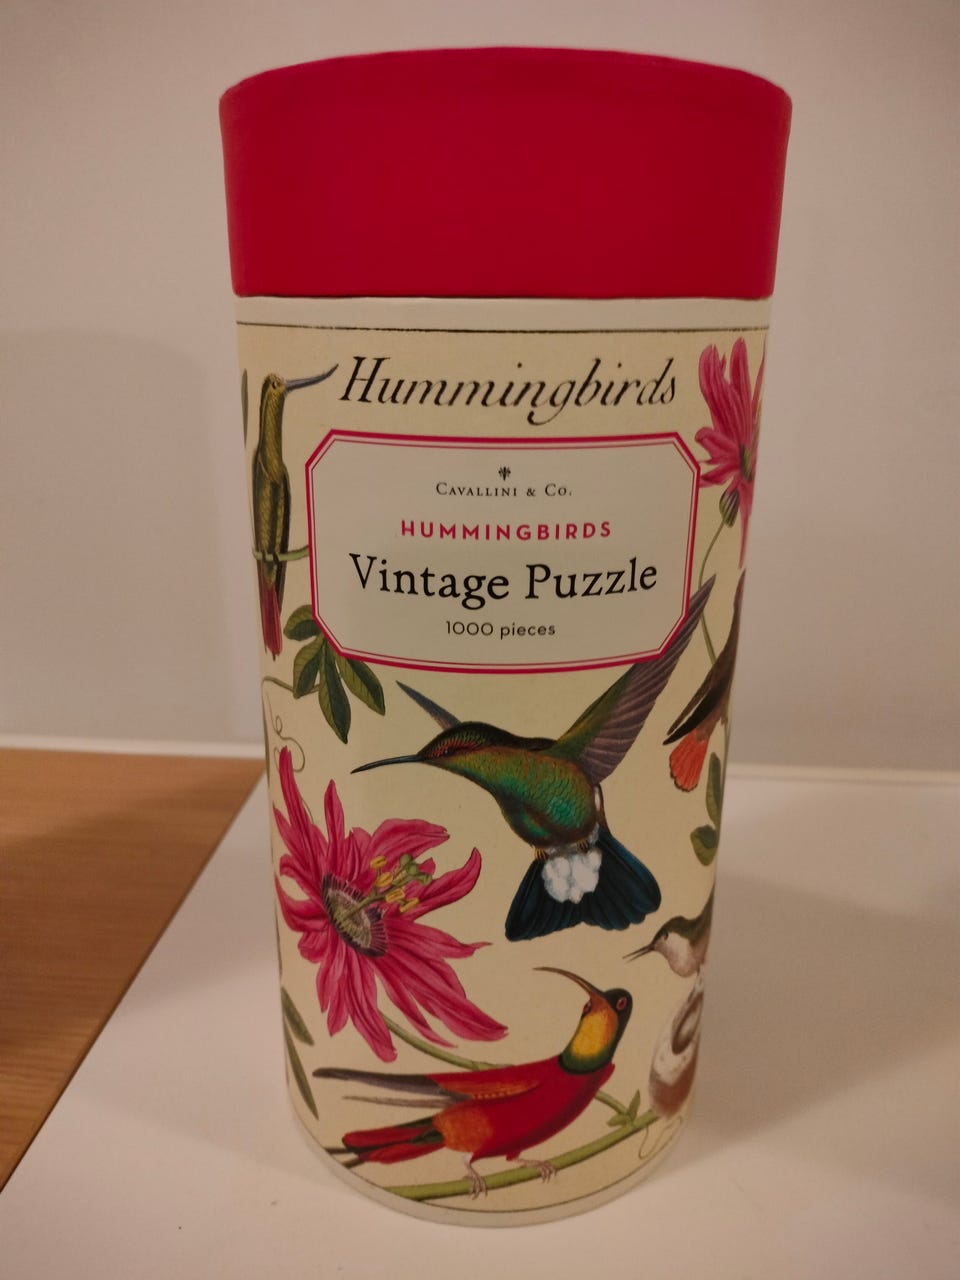 Hummingbirds
CAVALLINI & CO.
HUMMINGBIRDS
Vintage Puzzle
1000 pieces